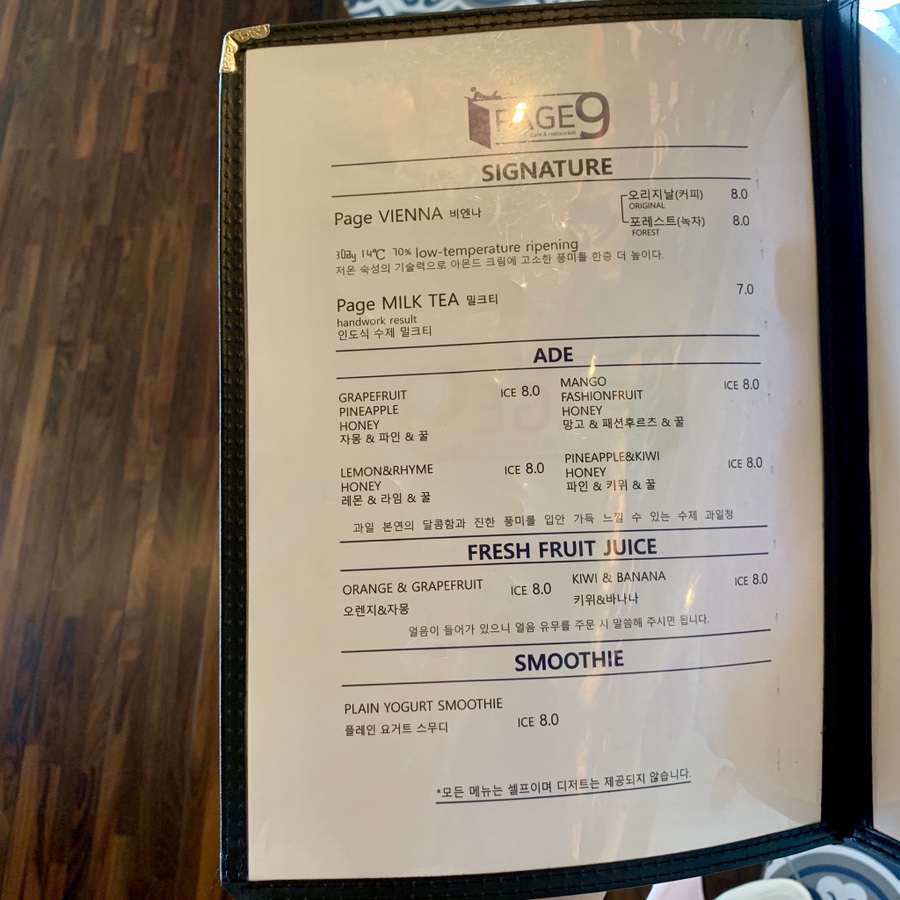 PAGE9
Cafe & restaurant
SIGNATURE
Page VIENNA 비엔나
오리지날(커피) 8.0
ORIGINAL
포레스트(녹차) 8.0
FOREST
3Day 14℃ 70% low-temperature ripening
저온 숙성의 기술력으로 아몬드 크림에 고소한 풍미를 한층 더 높이다.
Page MILK TEA 밀크티 7.0
handwork result
인도식 수제 밀크티
ADE
GRAPEFRUIT ICE 8.0
PINEAPPLE
HONEY
자몽 & 파인 & 꿀
MANGO ICE 8.0
FASHIONFRUIT
HONEY
망고 & 패션후르츠 & 꿀
LEMON&RHYME ICE 8.0
HONEY
레몬 & 라임 & 꿀
PINEAPPLE&KIWI ICE 8.0
HONEY
파인 & 키위 & 꿀
과일 본연의 달콤함과 진한 풍미를 입안 가득 느낄 수 있는 수제 과일청
FRESH FRUIT JUICE
ORANGE & GRAPEFRUIT ICE 8.0
오렌지&자몽
KIWI & BANANA ICE 8.0
키위&바나나
얼음이 들어가 있으니 얼음 유무를 주문 시 말씀해 주시면 됩니다.
SMOOTHIE
PLAIN YOGURT SMOOTHIE
플레인 요거트 스무디 ICE 8.0
*모든 메뉴는 셀프이며 디저트는 제공되지 않습니다.